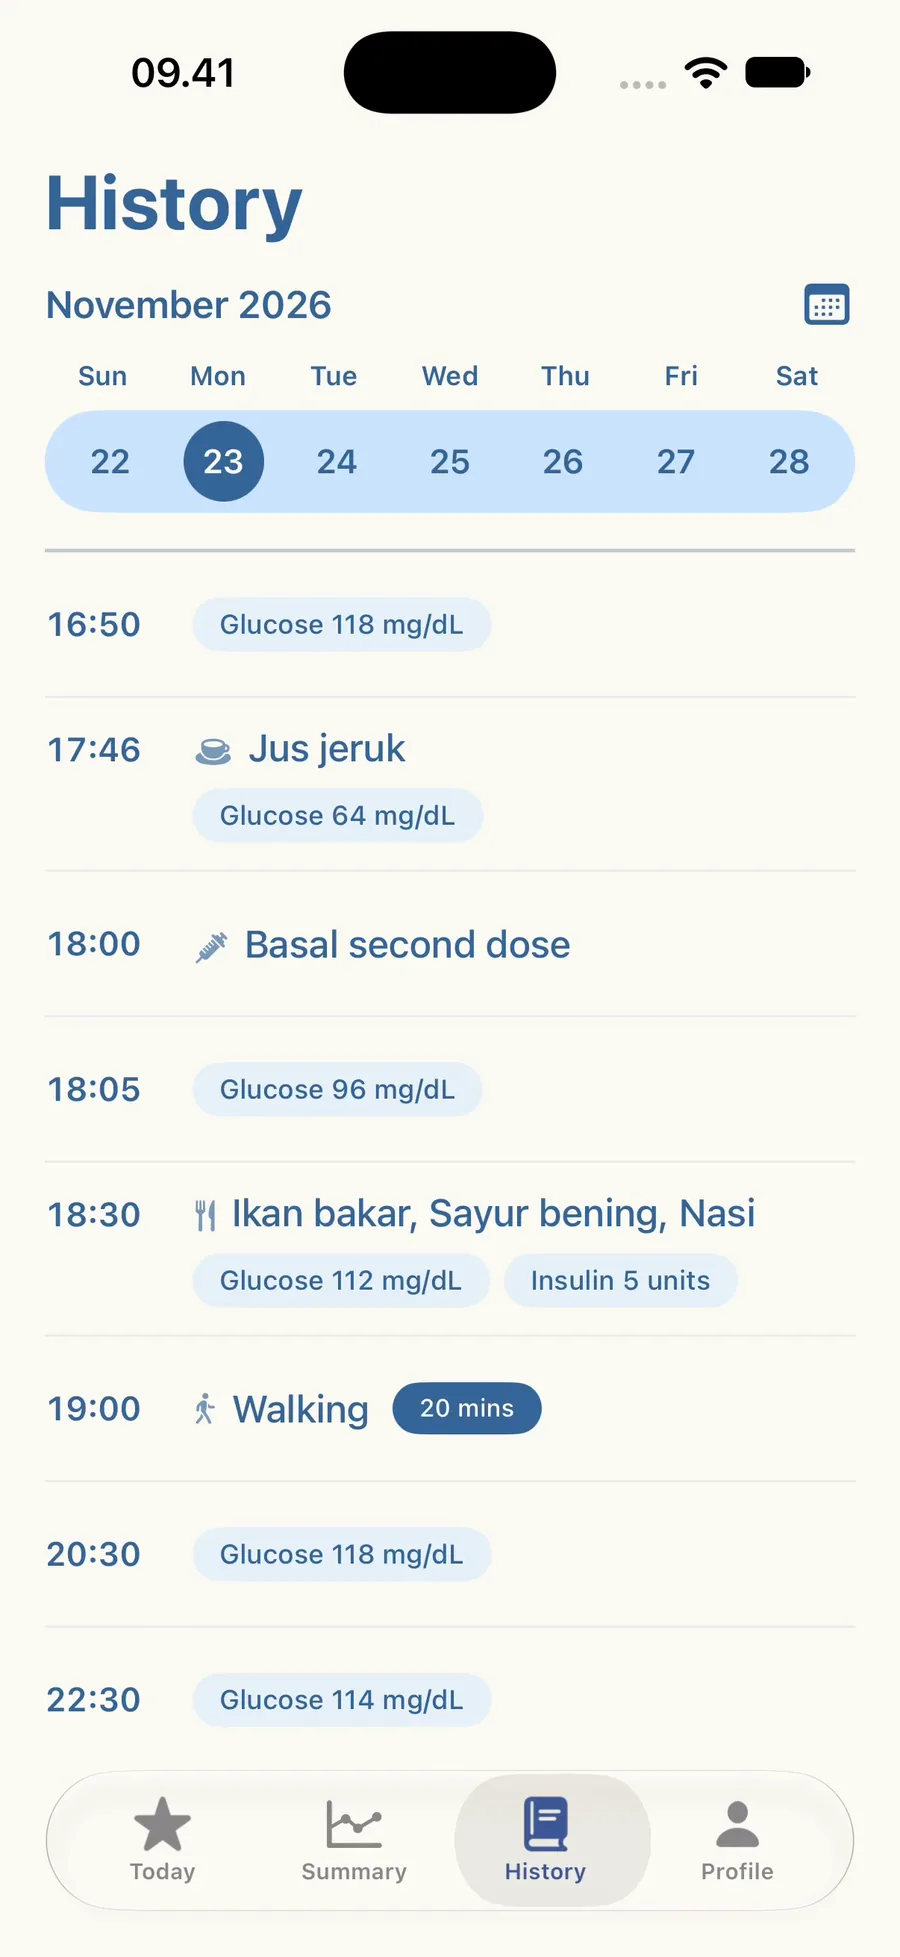 09.41
History
November 2026
Sun Mon Tue Wed Thu Fri Sat
22 23 24 25 26 27 28
16:50 Glucose 118 mg/dL
17:46 Jus jeruk
Glucose 64 mg/dL
18:00 Basal second dose
18:05 Glucose 96 mg/dL
18:30 Ikan bakar, Sayur bening, Nasi
Glucose 112 mg/dL Insulin 5 units
19:00 Walking 20 mins
20:30 Glucose 118 mg/dL
22:30 Glucose 114 mg/dL
Today Summary History Profile